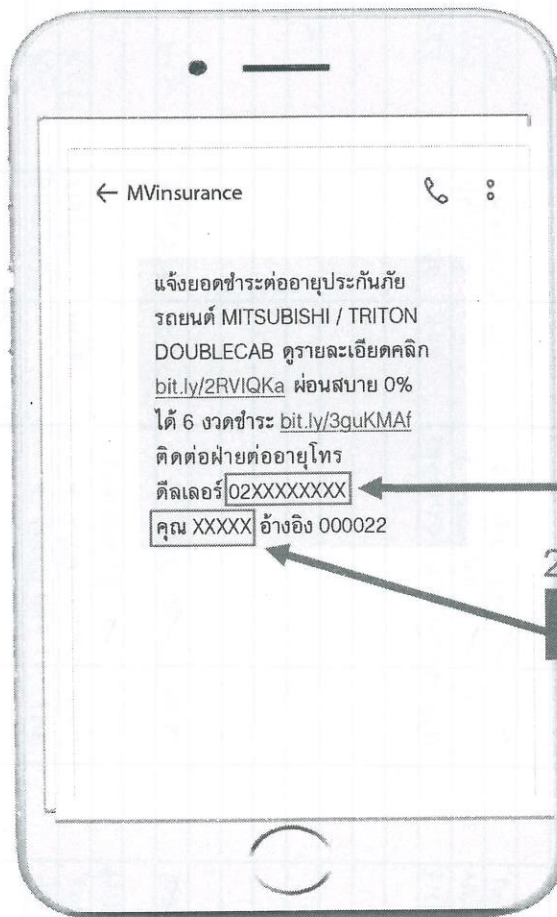 ← MVinsurance
แจ้งยอดชำระต่ออายุประกันภัย
รถยนต์ MITSUBISHI / TRITON
DOUBLECAB ดูรายละเอียดคลิก
bit.ly/2RVIQKa ผ่อนสบาย 0%
ได้ 6 งวดชำระ bit.ly/3guKMAf
ติดต่อฝ่ายต่ออายุโทร
ดีลเลอร์ 02XXXXXXXX
คุณ XXXXX อ้างอิง 000022
2